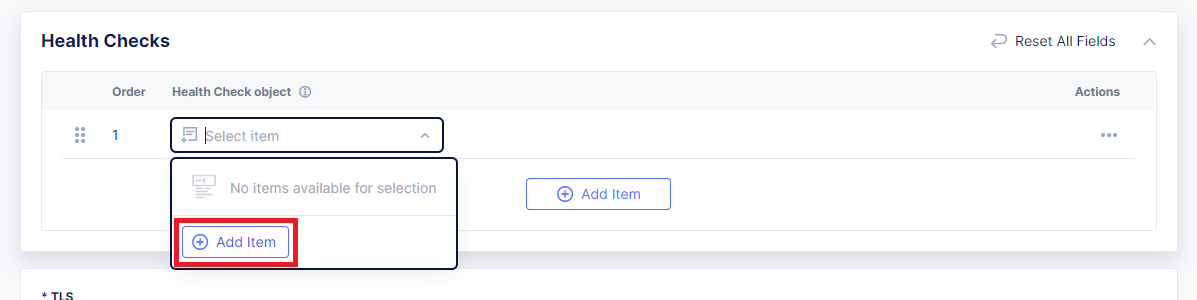 Health Checks
Reset All Fields
Order Health Check object Actions
1 Select item
No items available for selection
Add Item
Add Item
* TLS